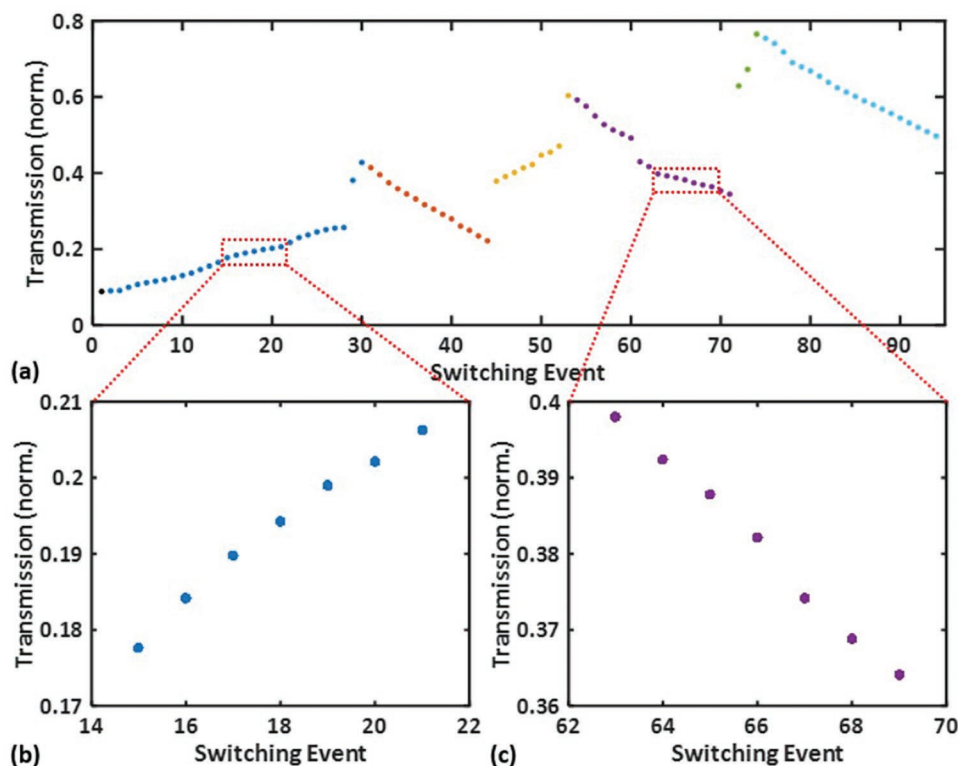 Transmission (norm.)
0.8
0.6
0.4
0.2
0
0 10 20 30 40 50 60 70 80 90
(a) Switching Event
Transmission (norm.)
0.21
0.2
0.19
0.18
0.17
14 16 18 20 22
(b) Switching Event
Transmission (norm.)
0.4
0.39
0.38
0.37
0.36
62 64 66 68 70
(c) Switching Event